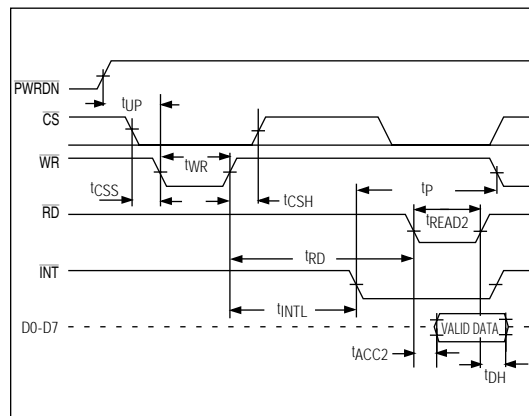 PWRDN
tUP
CS
tWR
WR
tCSS
tCSH
tP
RD
tREAD2
tRD
INT
tINTL
D0-D7
VALID DATA
tACC2
tDH